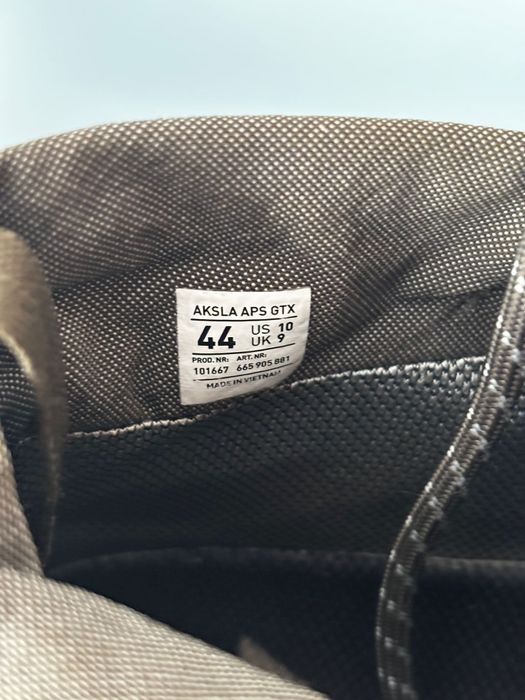 AKSLA APS GTX
44 US 10
UK 9
PROD. NR: ART. NR:
101667 665 905 881
MADE IN VIETNAM